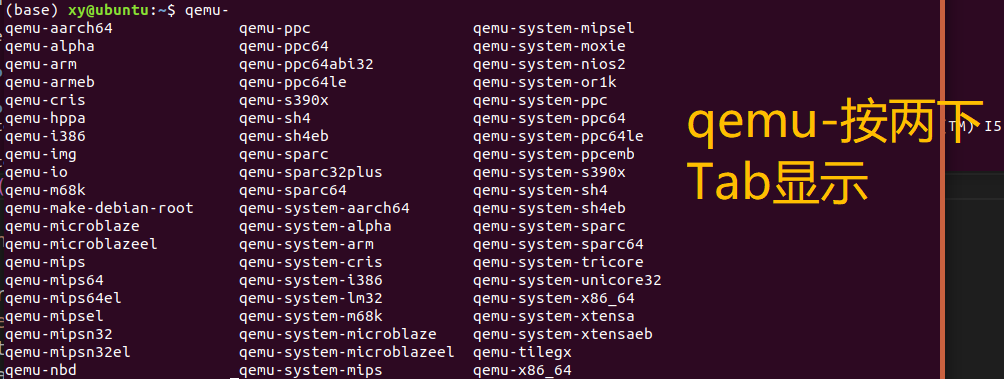 (base) xy@ubuntu:~$ qemu-
qemu-aarch64 qemu-ppc qemu-system-mipsel
qemu-alpha qemu-ppc64 qemu-system-moxie
qemu-arm qemu-ppc64abi32 qemu-system-nios2
qemu-armeb qemu-ppc64le qemu-system-or1k
qemu-cris qemu-s390x qemu-system-ppc
qemu-hppa qemu-sh4 qemu-system-ppc64
qemu-i386 qemu-sh4eb qemu-system-ppc64le
qemu-img qemu-sparc qemu-system-ppcemb
qemu-io qemu-sparc32plus qemu-system-s390x
qemu-m68k qemu-sparc64 qemu-system-sh4
qemu-make-debian-root qemu-system-aarch64 qemu-system-sh4eb
qemu-microblaze qemu-system-alpha qemu-system-sparc
qemu-microblazeel qemu-system-arm qemu-system-sparc64
qemu-mips qemu-system-cris qemu-system-tricore
qemu-mips64 qemu-system-i386 qemu-system-unicore32
qemu-mips64el qemu-system-lm32 qemu-system-x86_64
qemu-mipsel qemu-system-m68k qemu-system-xtensa
qemu-mipsn32 qemu-system-microblaze qemu-system-xtensaeb
qemu-mipsn32el qemu-system-microblazeel qemu-tilegx
qemu-nbd qemu-system-mips qemu-x86_64
qemu-按两下
Tab显示
TM) I5